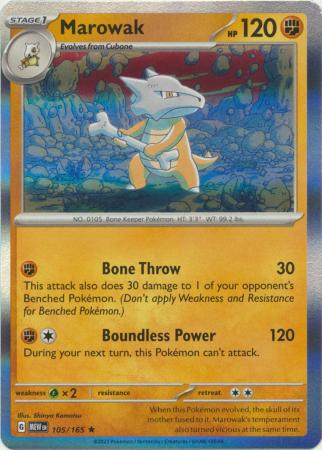 STAGE 1
Marowak
HP 120
Evolves from Cubone
NO. 0105 Bone Keeper Pokémon HT: 3'3" WT: 99.2 lbs.
Bone Throw 30
This attack also does 30 damage to 1 of your opponent's
Benched Pokémon. (Don't apply Weakness and Resistance
for Benched Pokémon.)
Boundless Power 120
During your next turn, this Pokémon can't attack.
weakness ×2 resistance retreat
Illus. Shinya Komatsu
G MEW EN 105/165 ★
When this Pokémon evolved, the skull of its
mother fused to it. Marowak's temperament
also turned vicious at the same time.
©2023 Pokémon / Nintendo / Creatures / GAME FREAK